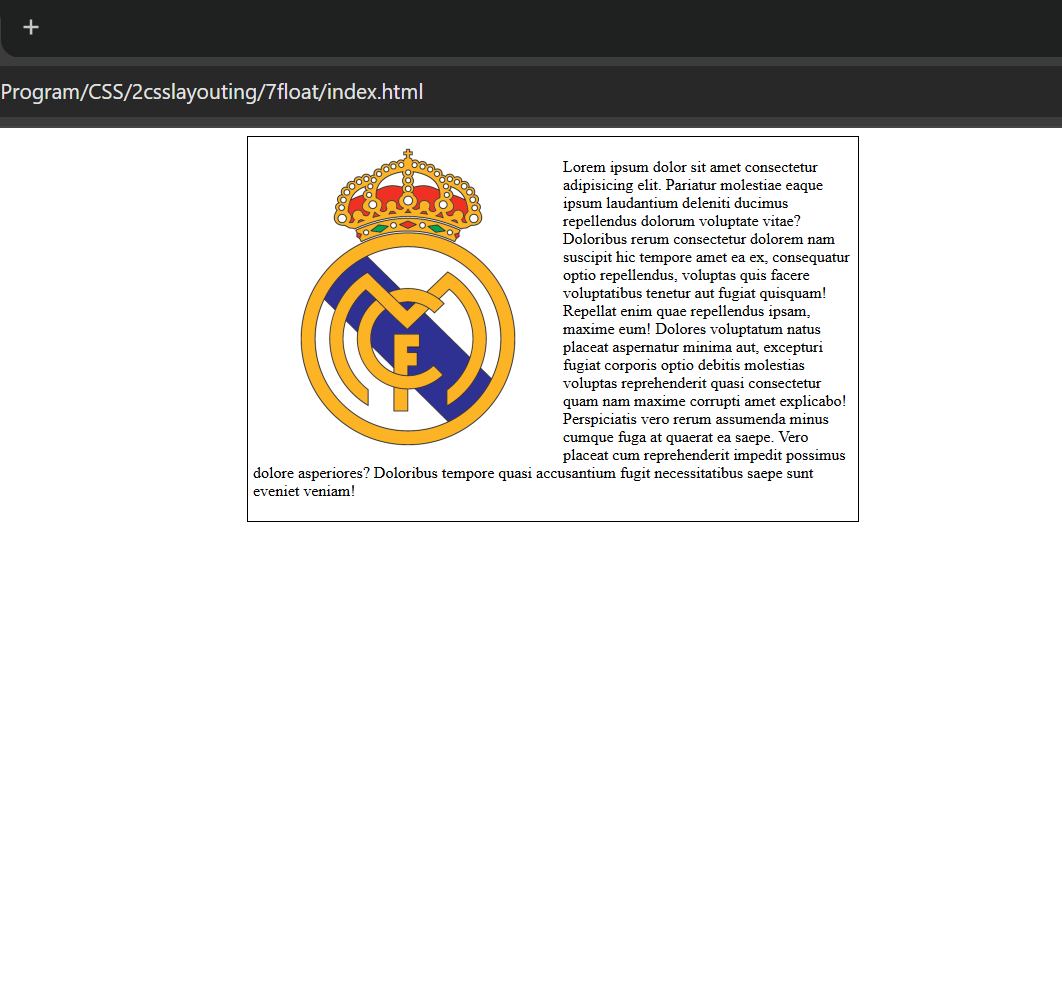 +
Program/CSS/2csslayouting/7float/index.html
MCF
Lorem ipsum dolor sit amet consectetur
adipisicing elit. Pariatur molestiae eaque
ipsum laudantium deleniti ducimus
repellendus dolorum voluptate vitae?
Doloribus rerum consectetur dolorem nam
suscipit hic tempore amet ea ex, consequatur
optio repellendus, voluptas quis facere
voluptatibus tenetur aut fugiat quisquam!
Repellat enim quae repellendus ipsam,
maxime eum! Dolores voluptatum natus
placeat aspernatur minima aut, excepturi
fugiat corporis optio debitis molestias
voluptas reprehenderit quasi consectetur
quam nam maxime corrupti amet explicabo!
Perspiciatis vero rerum assumenda minus
cumque fuga at quaerat ea saepe. Vero
placeat cum reprehenderit impedit possimus
dolore asperiores? Doloribus tempore quasi accusantium fugit necessitatibus saepe sunt
eveniet veniam!